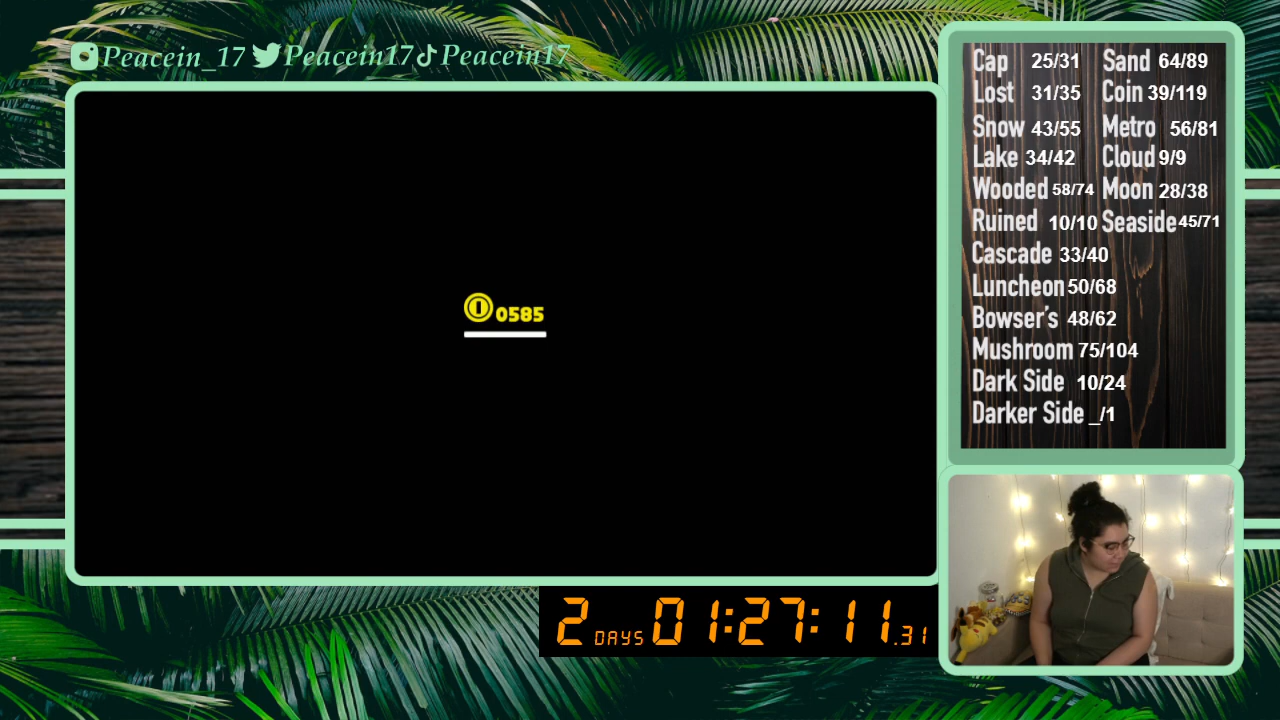 Peacein_17 Peacein17 Peacein17
Cap 25/31 Sand 64/89
Lost 31/35 Coin 39/119
Snow 43/55 Metro 56/81
Lake 34/42 Cloud 9/9
Wooded 58/74 Moon 28/38
Ruined 10/10 Seaside 45/71
Cascade 33/40
Luncheon 50/68
Bowser's 48/62
Mushroom 75/104
Dark Side 10/24
Darker Side _/1
0585
2 DAYS 01:27:11.31